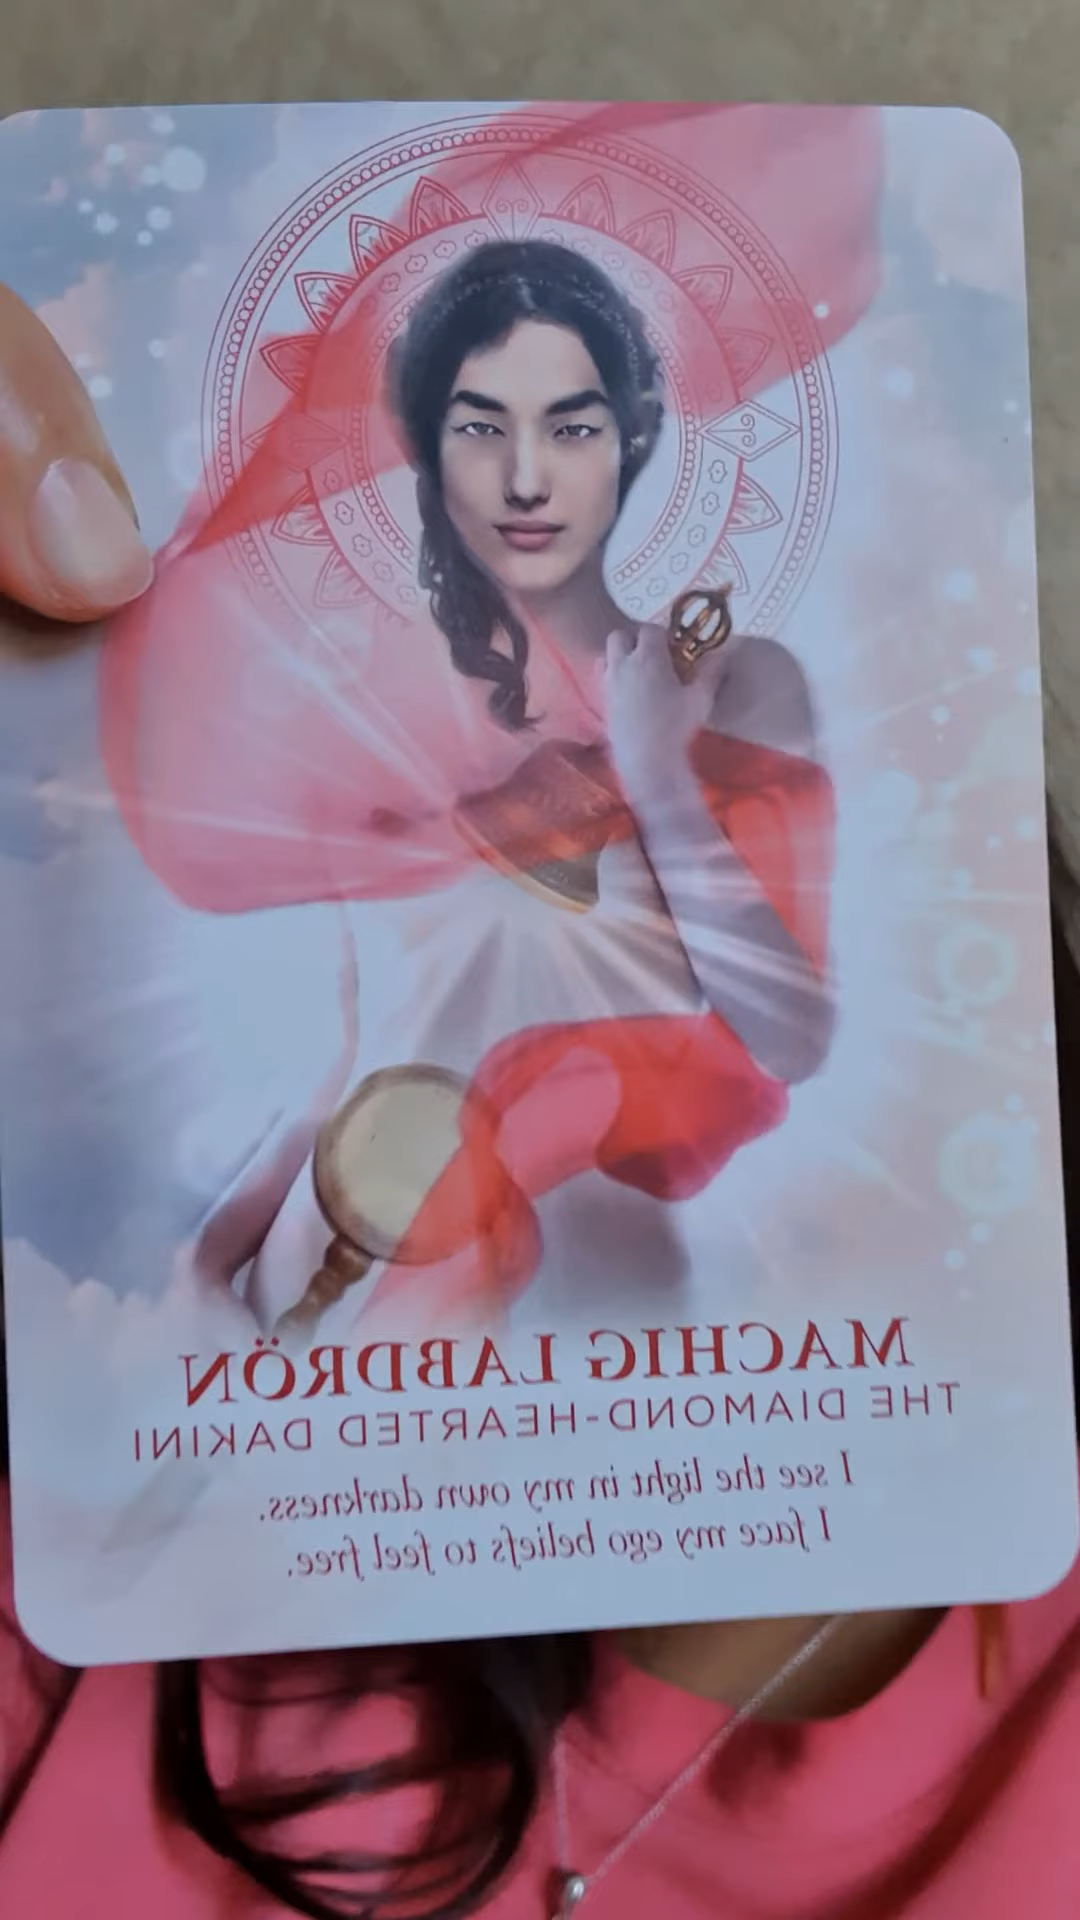 MACHIG LABDRÖN
THE DIAMOND-HEARTED DAKINI
I see the light in my own darkness.
I face my ego beliefs to feel free.